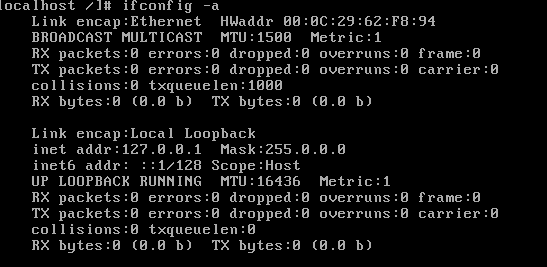 localhost /]# ifconfig -a
Link encap:Ethernet  HWaddr 00:0C:29:62:F8:94
BROADCAST MULTICAST  MTU:1500  Metric:1
RX packets:0 errors:0 dropped:0 overruns:0 frame:0
TX packets:0 errors:0 dropped:0 overruns:0 carrier:0
collisions:0 txqueuelen:1000
RX bytes:0 (0.0 b)  TX bytes:0 (0.0 b)
Link encap:Local Loopback
inet addr:127.0.0.1  Mask:255.0.0.0
inet6 addr: ::1/128 Scope:Host
UP LOOPBACK RUNNING  MTU:16436  Metric:1
RX packets:0 errors:0 dropped:0 overruns:0 frame:0
TX packets:0 errors:0 dropped:0 overruns:0 carrier:0
collisions:0 txqueuelen:0
RX bytes:0 (0.0 b)  TX bytes:0 (0.0 b)